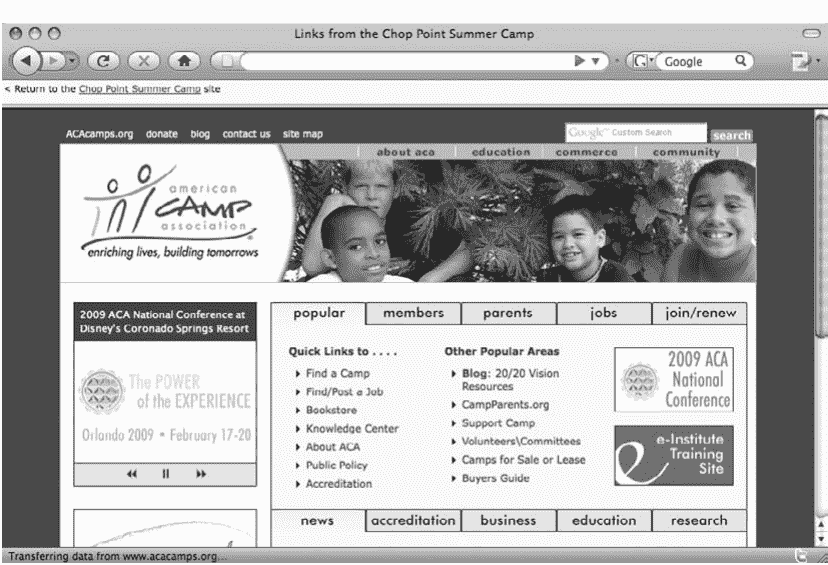 Links from the Chop Point Summer Camp
Google
< Return to the Chop Point Summer Camp site
ACAcamps.org donate blog contact us site map
Google™ Custom Search search
about aca education commerce community
american
CAMP
association
enriching lives, building tomorrows
2009 ACA National Conference at
Disney's Coronado Springs Resort
The POWER
of the EXPERIENCE
Orlando 2009 • February 17-20
popular members parents jobs join/renew
Quick Links to . . . .
Find a Camp
Find/Post a Job
Bookstore
Knowledge Center
About ACA
Public Policy
Accreditation
Other Popular Areas
Blog: 20/20 Vision
Resources
CampParents.org
Support Camp
Volunteers\Committees
Camps for Sale or Lease
Buyers Guide
2009 ACA
National
Conference
e-Institute
Training
Site
news accreditation business education research
Transferring data from www.acacamps.org...